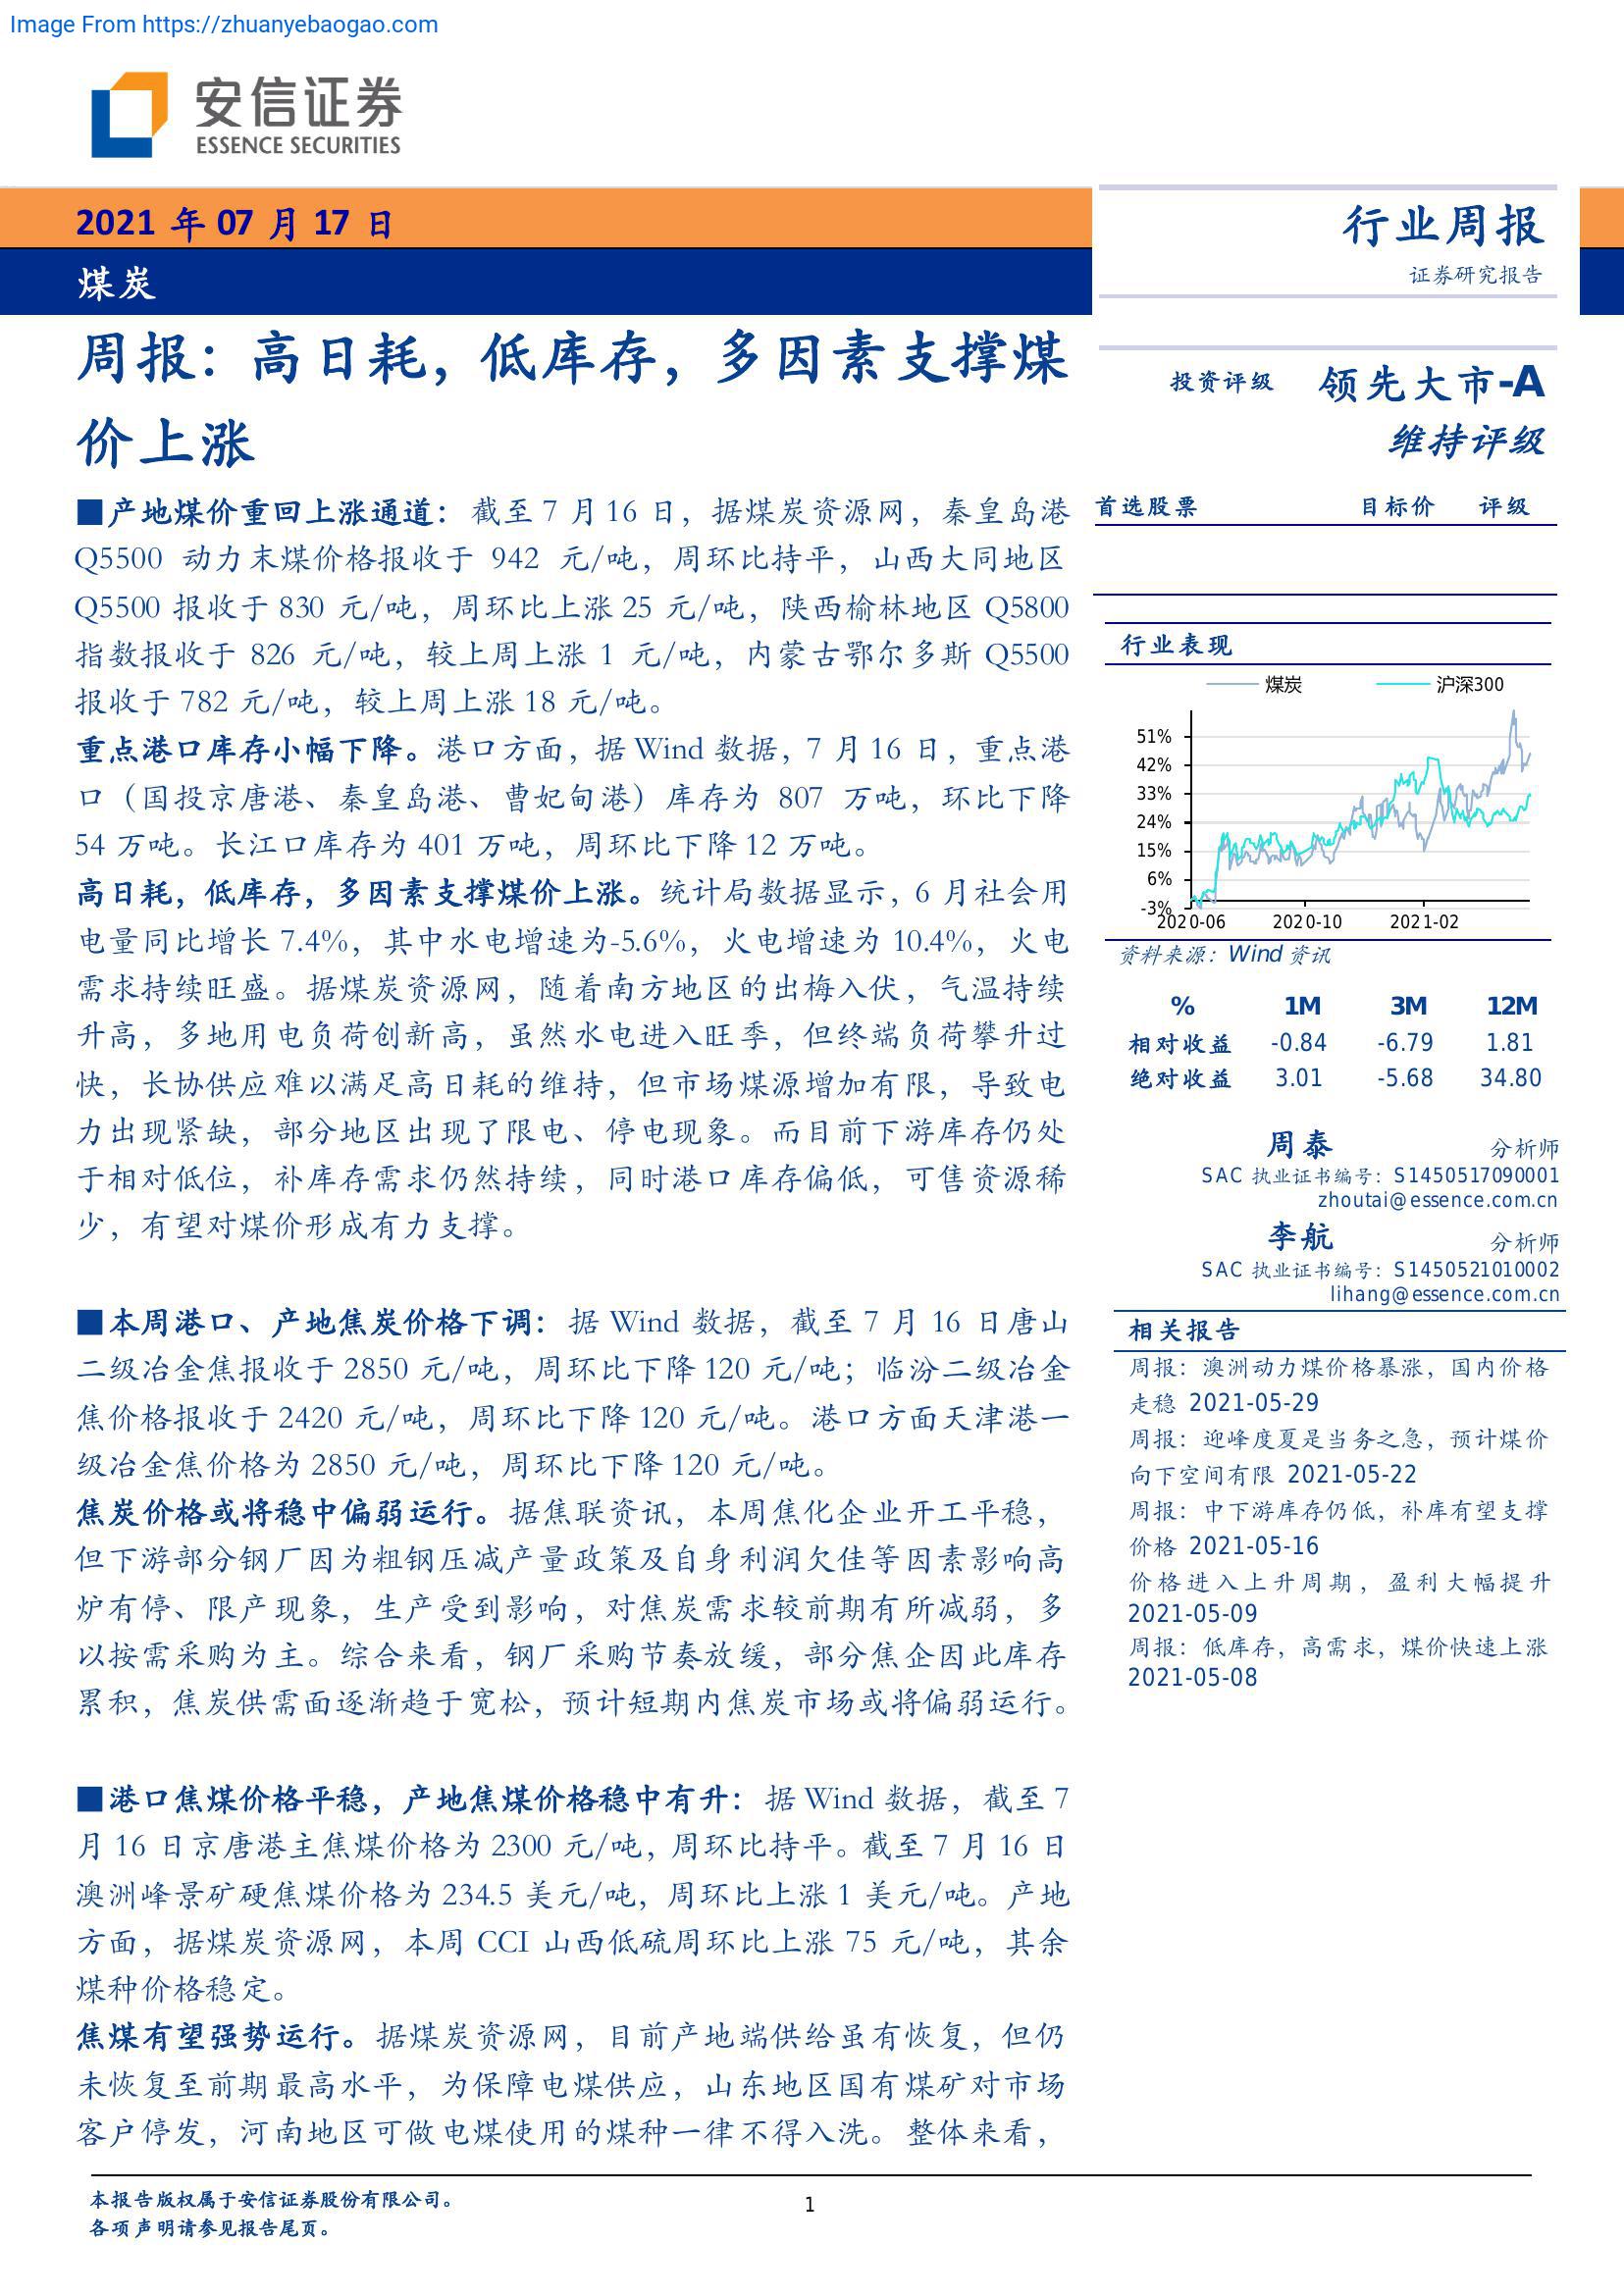 Image From https://zhuanyebaogao.com
安信证券
ESSENCE SECURITIES
2021 年 07 月 17 日
煤炭
行业周报
证券研究报告
周报：高日耗，低库存，多因素支撑煤
价上涨
■产地煤价重回上涨通道：截至 7 月 16 日，据煤炭资源网，秦皇岛港
Q5500 动力末煤价格报收于 942 元/吨，周环比持平，山西大同地区
Q5500 报收于 830 元/吨，周环比上涨 25 元/吨，陕西榆林地区 Q5800
指数报收于 826 元/吨，较上周上涨 1 元/吨，内蒙古鄂尔多斯 Q5500
报收于 782 元/吨，较上周上涨 18 元/吨。
重点港口库存小幅下降。港口方面，据 Wind 数据，7 月 16 日，重点港
口（国投京唐港、秦皇岛港、曹妃甸港）库存为 807 万吨，环比下降
54 万吨。长江口库存为 401 万吨，周环比下降 12 万吨。
高日耗，低库存，多因素支撑煤价上涨。统计局数据显示，6 月社会用
电量同比增长 7.4%，其中水电增速为-5.6%，火电增速为 10.4%，火电
需求持续旺盛。据煤炭资源网，随着南方地区的出梅入伏，气温持续
升高，多地用电负荷创新高，虽然水电进入旺季，但终端负荷攀升过
快，长协供应难以满足高日耗的维持，但市场煤源增加有限，导致电
力出现紧缺，部分地区出现了限电、停电现象。而目前下游库存仍处
于相对低位，补库存需求仍然持续，同时港口库存偏低，可售资源稀
少，有望对煤价形成有力支撑。
■本周港口、产地焦炭价格下调：据 Wind 数据，截至 7 月 16 日唐山
二级冶金焦报收于 2850 元/吨，周环比下降 120 元/吨；临汾二级冶金
焦价格报收于 2420 元/吨，周环比下降 120 元/吨。港口方面天津港一
级冶金焦价格为 2850 元/吨，周环比下降 120 元/吨。
焦炭价格或将稳中偏弱运行。据焦联资讯，本周焦化企业开工平稳，
但下游部分钢厂因为粗钢压减产量政策及自身利润欠佳等因素影响高
炉有停、限产现象，生产受到影响，对焦炭需求较前期有所减弱，多
以按需采购为主。综合来看，钢厂采购节奏放缓，部分焦企因此库存
累积，焦炭供需面逐渐趋于宽松，预计短期内焦炭市场或将偏弱运行。
■港口焦煤价格平稳，产地焦煤价格稳中有升：据 Wind 数据，截至 7
月 16 日京唐港主焦煤价格为 2300 元/吨，周环比持平。截至 7 月 16 日
澳洲峰景矿硬焦煤价格为 234.5 美元/吨，周环比上涨 1 美元/吨。产地
方面，据煤炭资源网，本周 CCI 山西低硫周环比上涨 75 元/吨，其余
煤种价格稳定。
焦煤有望强势运行。据煤炭资源网，目前产地端供给虽有恢复，但仍
未恢复至前期最高水平，为保障电煤供应，山东地区国有煤矿对市场
客户停发，河南地区可做电煤使用的煤种一律不得入洗。整体来看，
投资评级 领先大市-A
维持评级
首选股票 目标价 评级
行业表现
煤炭 沪深300
51%
42%
33%
24%
15%
6%
-3%
2020-06 2020-10 2021-02
资料来源：Wind 资讯
% 1M 3M 12M
相对收益 -0.84 -6.79 1.81
绝对收益 3.01 -5.68 34.80
周泰 分析师
SAC 执业证书编号：S1450517090001
zhoutai@essence.com.cn
李航 分析师
SAC 执业证书编号：S1450521010002
lihang@essence.com.cn
相关报告
周报：澳洲动力煤价格暴涨，国内价格
走稳 2021-05-29
周报：迎峰度夏是当务之急，预计煤价
向下空间有限 2021-05-22
周报：中下游库存仍低，补库有望支撑
价格 2021-05-16
价格进入上升周期，盈利大幅提升
2021-05-09
周报：低库存，高需求，煤价快速上涨
2021-05-08
本报告版权属于安信证券股份有限公司。
各项声明请参见报告尾页。
1